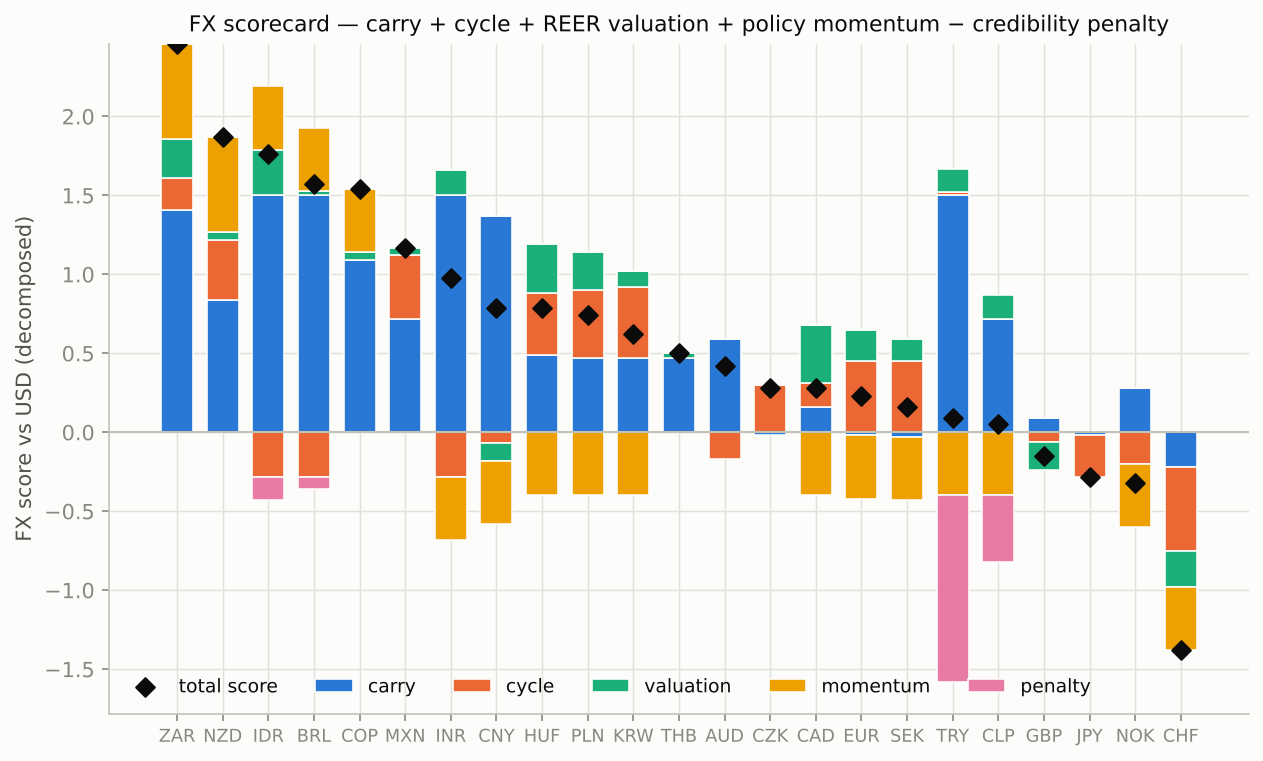 FX scorecard — carry + cycle + REER valuation + policy momentum − credibility penalty
FX score vs USD (decomposed)
2.0
1.5
1.0
0.5
0.0
−0.5
−1.0
−1.5
total score carry cycle valuation momentum penalty
ZAR NZD IDR BRL COP MXN INR CNY HUF PLN KRW THB AUD CZK CAD EUR SEK TRY CLP GBP JPY NOK CHF